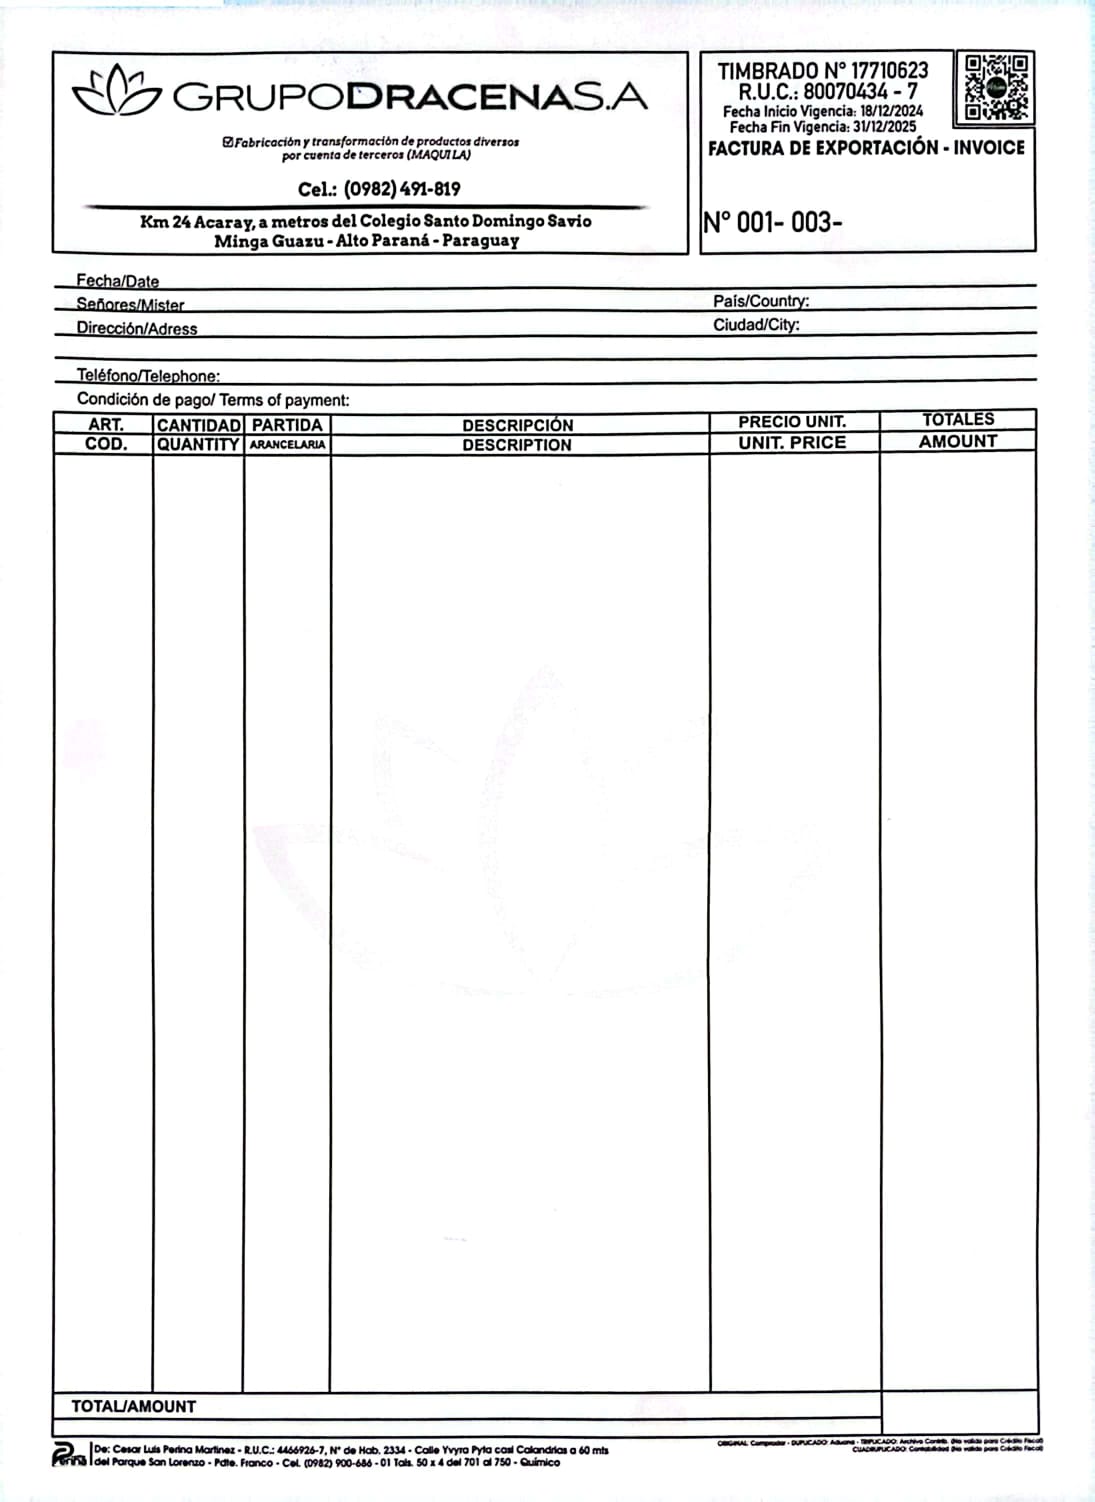 GRUPODRACENAS.A
Fabricación y transformación de productos diversos
por cuenta de terceros (MAQUILA)
Cel.: (0982) 491-819
Km 24 Acaray, a metros del Colegio Santo Domingo Savio
Minga Guazu - Alto Paraná - Paraguay
TIMBRADO N° 17710623
R.U.C.: 80070434 - 7
Fecha Inicio Vigencia: 18/12/2024
Fecha Fin Vigencia: 31/12/2025
FACTURA DE EXPORTACIÓN - INVOICE
N° 001- 003-
Fecha/Date
Señores/Mister
País/Country:
Dirección/Adress
Ciudad/City:
Teléfono/Telephone:
Condición de pago/ Terms of payment:
ART. CANTIDAD PARTIDA DESCRIPCIÓN PRECIO UNIT. TOTALES
COD. QUANTITY ARANCELARIA DESCRIPTION UNIT. PRICE AMOUNT
TOTAL/AMOUNT
Perina
De: Cesar Luis Perina Martinez - R.U.C.: 4466926-7, N° de Hab. 2334 - Calle Yvyra Pyta casi Calandrias a 60 mts
del Parque San Lorenzo - Pdte. Franco - Cel. (0982) 900-686 - 01 Tals. 50 x 4 del 701 al 750 - Químico
ORIGINAL: Comprador - DUPLICADO: Aduana - TRIPLICADO: Archivo Contrib. (No valido para Crédito Fiscal)
CUADRUPLICADO: Contabilidad (No valido para Crédito Fiscal)